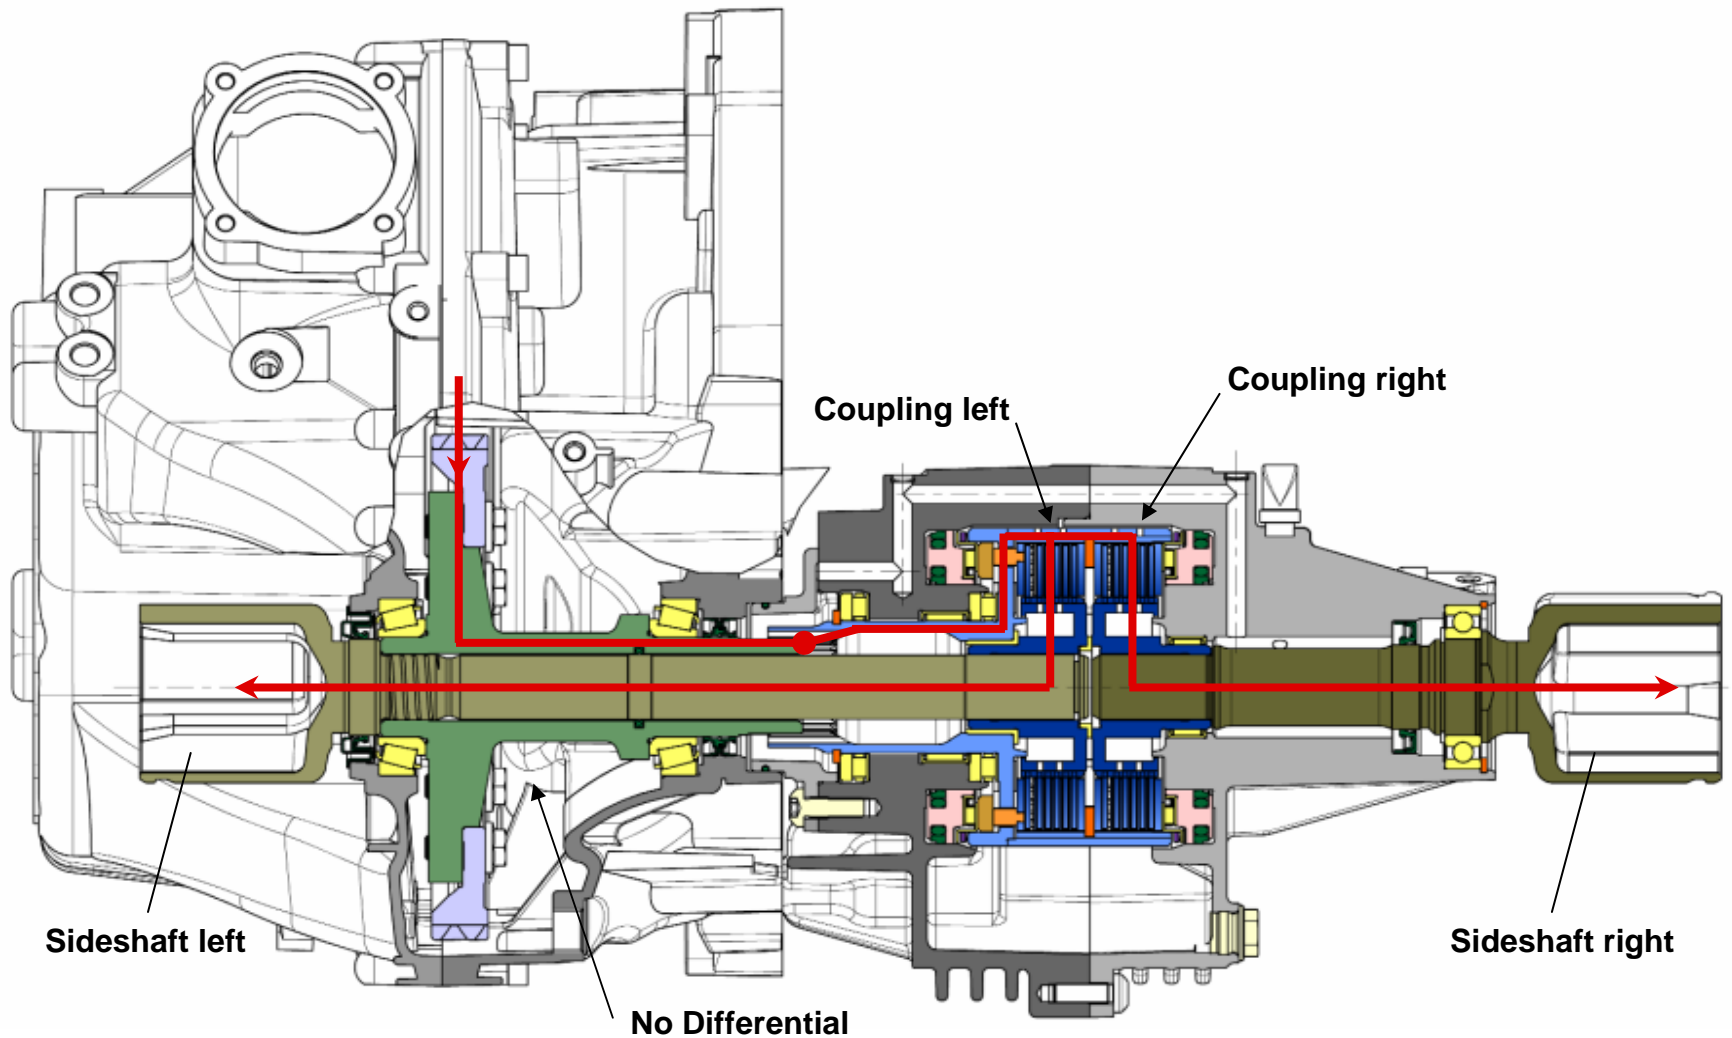 Coupling right
Coupling left
Sideshaft left
Sideshaft right
No Differential